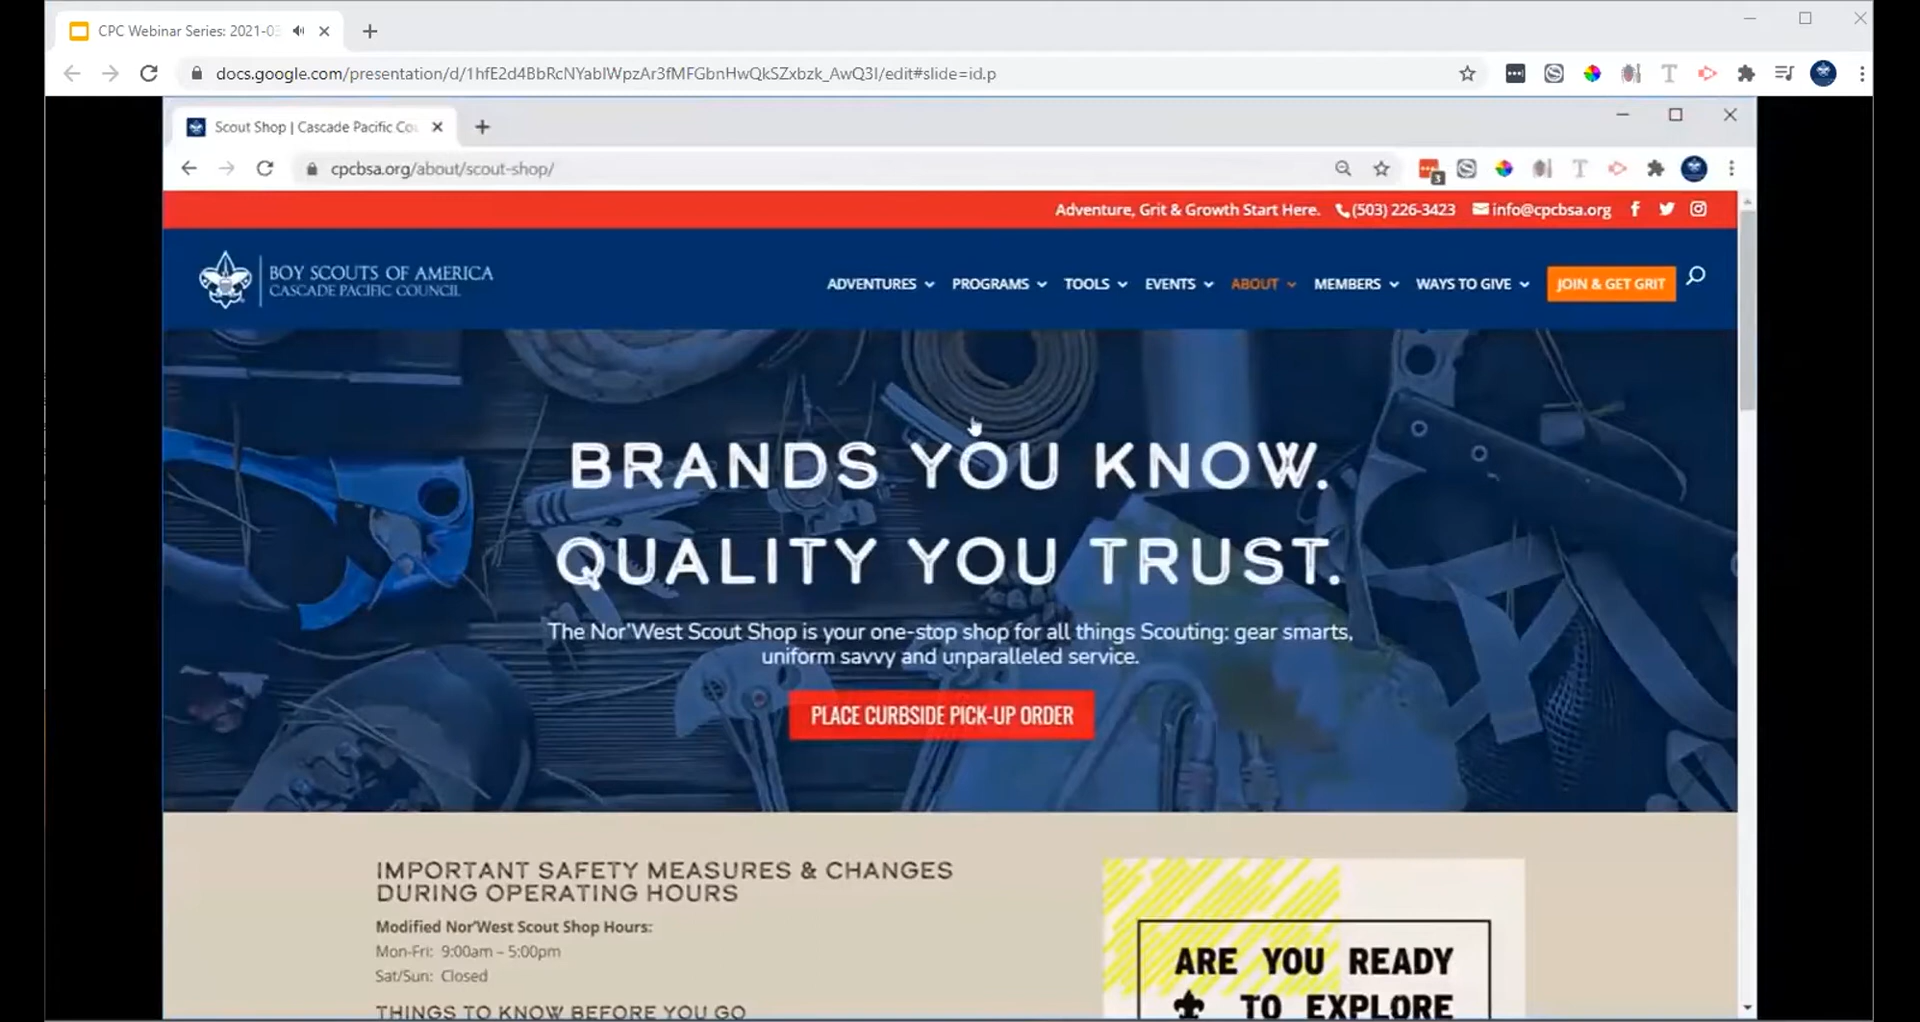 CPC Webinar Series: 2021-03
docs.google.com/presentation/d/1hfE2d4BbRcNYablWpzAr3fMFGbnHwQkSZxbzk_AwQ3I/edit#slide=id.p
Scout Shop | Cascade Pacific Co
cpcbsa.org/about/scout-shop/
3
Adventure, Grit & Growth Start Here. (503) 226-3423 info@cpcbsa.org
BOY SCOUTS OF AMERICA
CASCADE PACIFIC COUNCIL
ADVENTURES PROGRAMS TOOLS EVENTS ABOUT MEMBERS WAYS TO GIVE JOIN & GET GRIT
BRANDS YOU KNOW.
QUALITY YOU TRUST.
The Nor'West Scout Shop is your one-stop shop for all things Scouting: gear smarts,
uniform savvy and unparalleled service.
PLACE CURBSIDE PICK-UP ORDER
IMPORTANT SAFETY MEASURES & CHANGES
DURING OPERATING HOURS
Modified Nor'West Scout Shop Hours:
Mon-Fri: 9:00am – 5:00pm
Sat/Sun: Closed
THINGS TO KNOW BEFORE YOU GO
ARE YOU READY
TO EXPLORE